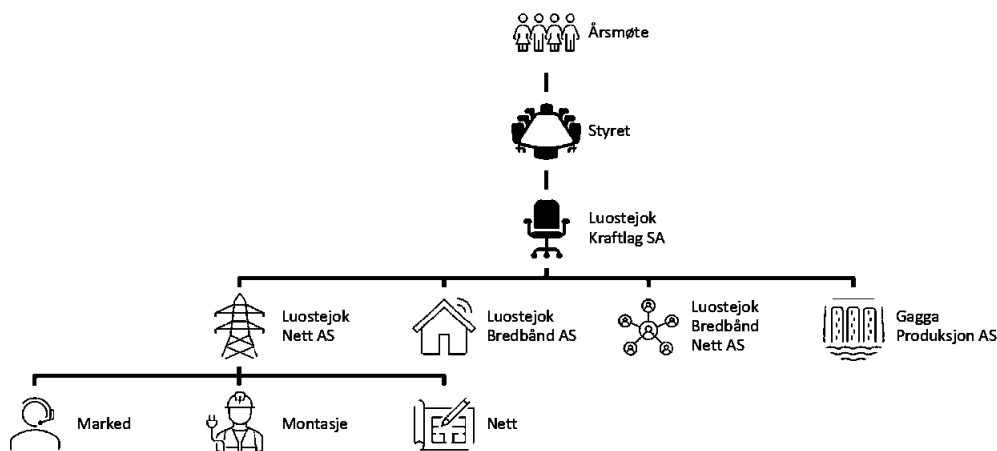 Årsmøte
Styret
Luostejok
Kraftlag SA
Luostejok
Nett AS
Luostejok
Bredbånd AS
Luostejok
Bredbånd
Nett AS
Gagga
Produksjon AS
Marked
Montasje
Nett